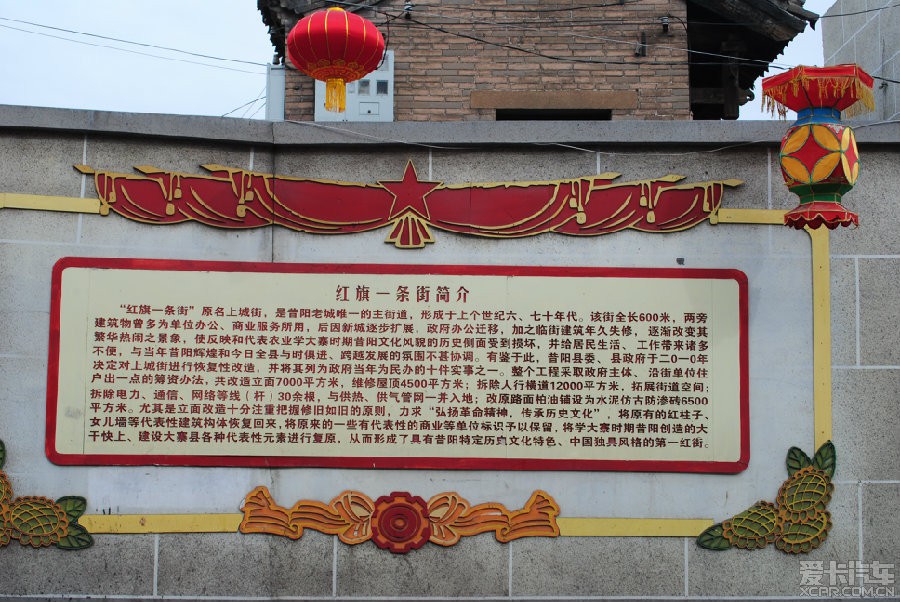 红旗一条街简介
“红旗一条街”原名上城街，是昔阳老城唯一的主街道，形成于上个世纪六、七十年代。该街全长600米，两旁
建筑物曾多为单位办公、商业服务所用，后因新城逐步扩展，政府办公迁移，加之临街建筑年久失修，逐渐改变其
繁华热闹之景象，使反映和代表农业学大寨时期昔阳文化风貌的历史侧面受到损坏，并给居民生活、工作带来诸多
不便，与当年昔阳辉煌和今日全县与时俱进、跨越发展的氛围不甚协调。有鉴于此，昔阳县委、县政府于二0一0年
决定对上城街进行恢复性改造，并将其列为政府当年为民办的十件实事之一。整个工程采取政府主体、沿街单位住
户出一点的筹资办法，共改造立面7000平方米，维修屋顶4500平方米；拆除人行横道12000平方米，拓展街道空间；
拆除电力、通信、网络等线（杆）30余根，与供热、供气管网一并入地；改原路面柏油铺设为水泥仿古防渗砖6500
平方米。尤其是立面改造十分注重把握修旧如旧的原则，力求“弘扬革命精神，传承历史文化”，将原有的红柱子、
女儿墙等代表性建筑构体恢复回来，将原来的一些有代表性的商业等单位标识予以保留，将学大寨时期昔阳创造的大
干快上、建设大寨县各种代表性元素进行复原，从而形成了具有昔阳特定历史文化特色、中国独具风格的第一红街。
爱卡汽车
XCAR.COM.CN